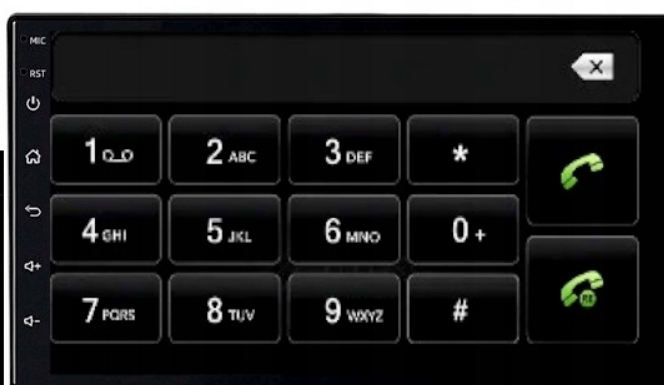 MIC
RST
1 2 ABC 3 DEF *
4 GHI 5 JKL 6 MNO 0 +
7 PQRS 8 TUV 9 WXYZ #
RE